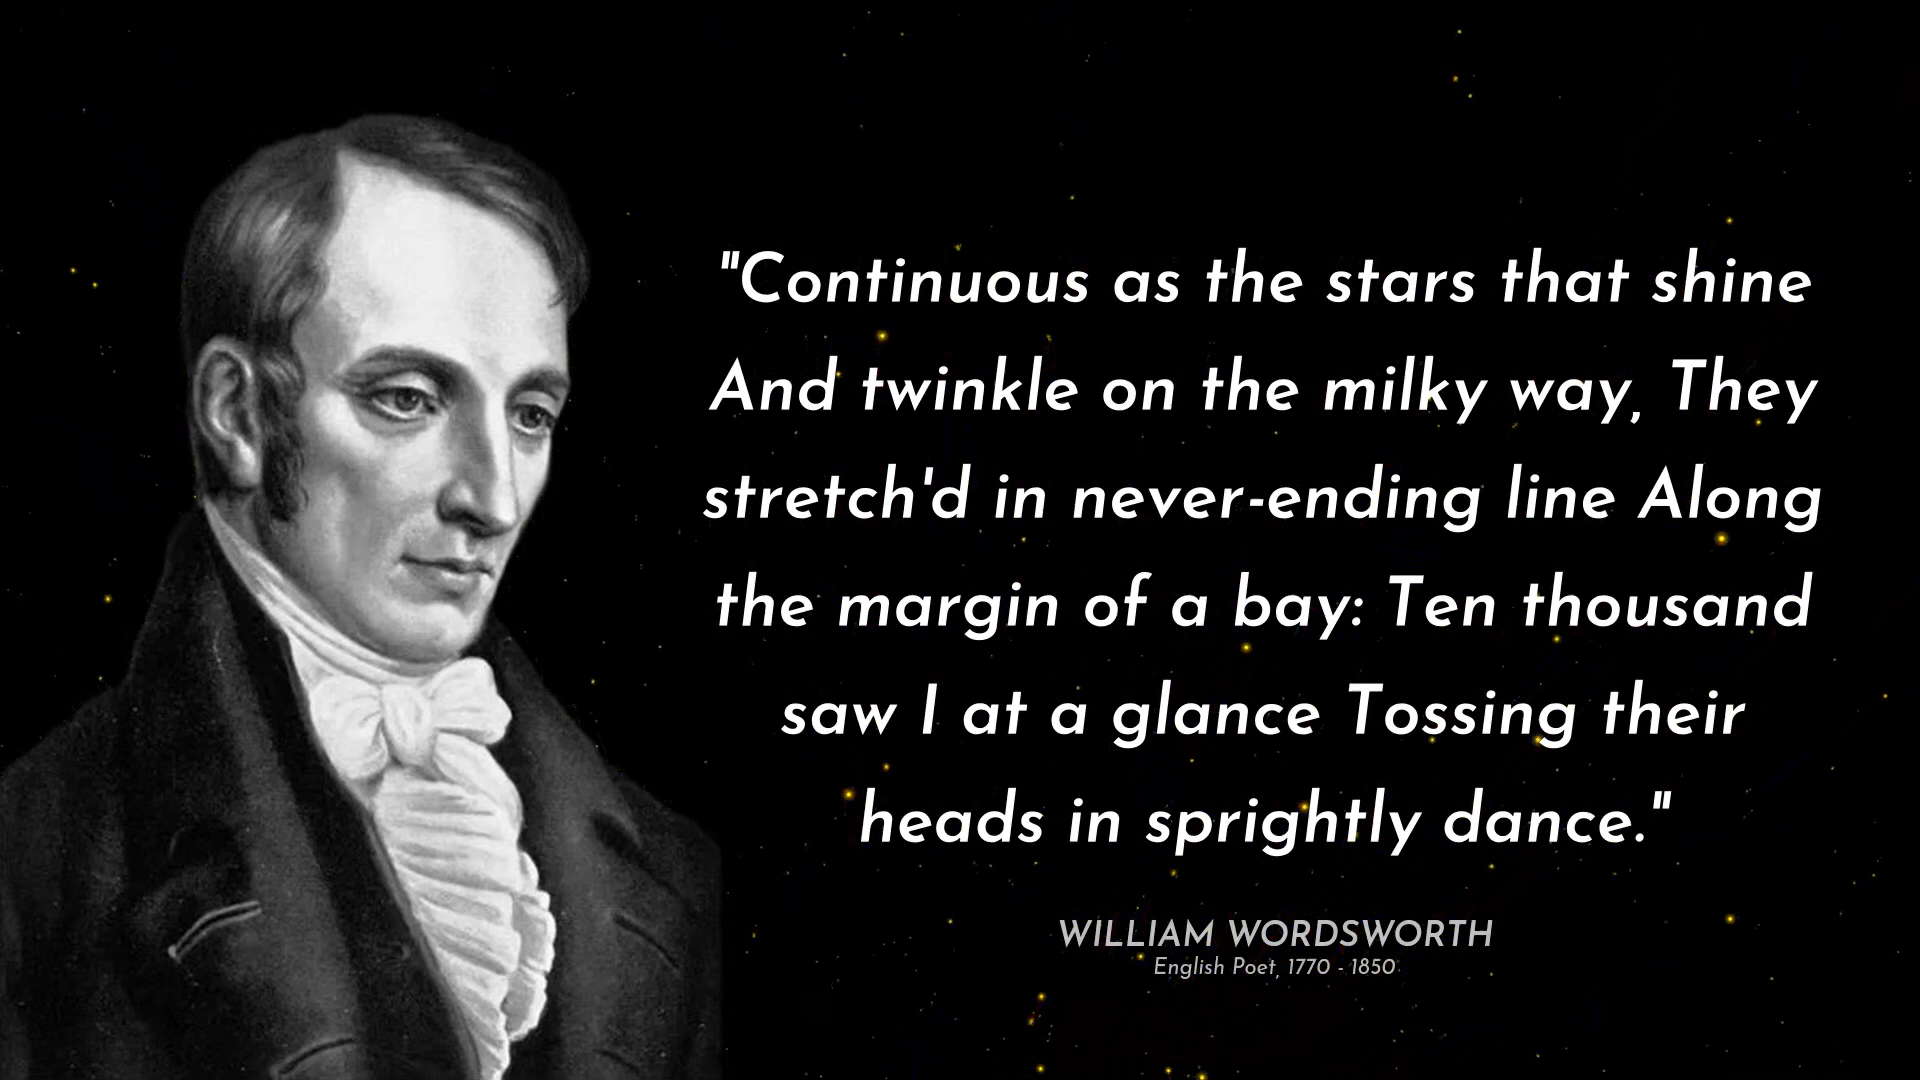 "Continuous as the stars that shine
And twinkle on the milky way, They
stretch'd in never-ending line Along
the margin of a bay: Ten thousand
saw I at a glance Tossing their
heads in sprightly dance."
WILLIAM WORDSWORTH
English Poet, 1770 - 1850